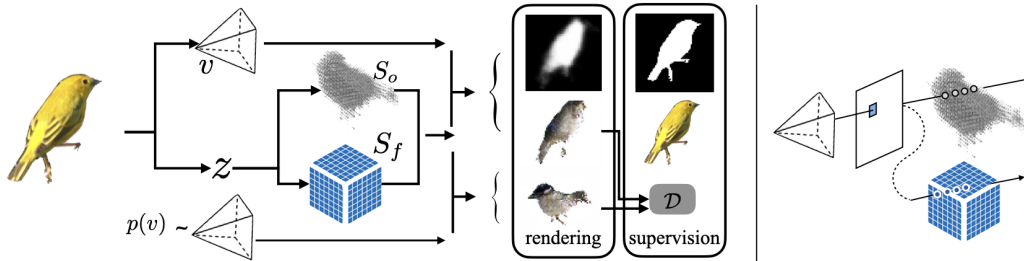 v
S_o
z
S_f
p(v) ~
D
rendering
supervision